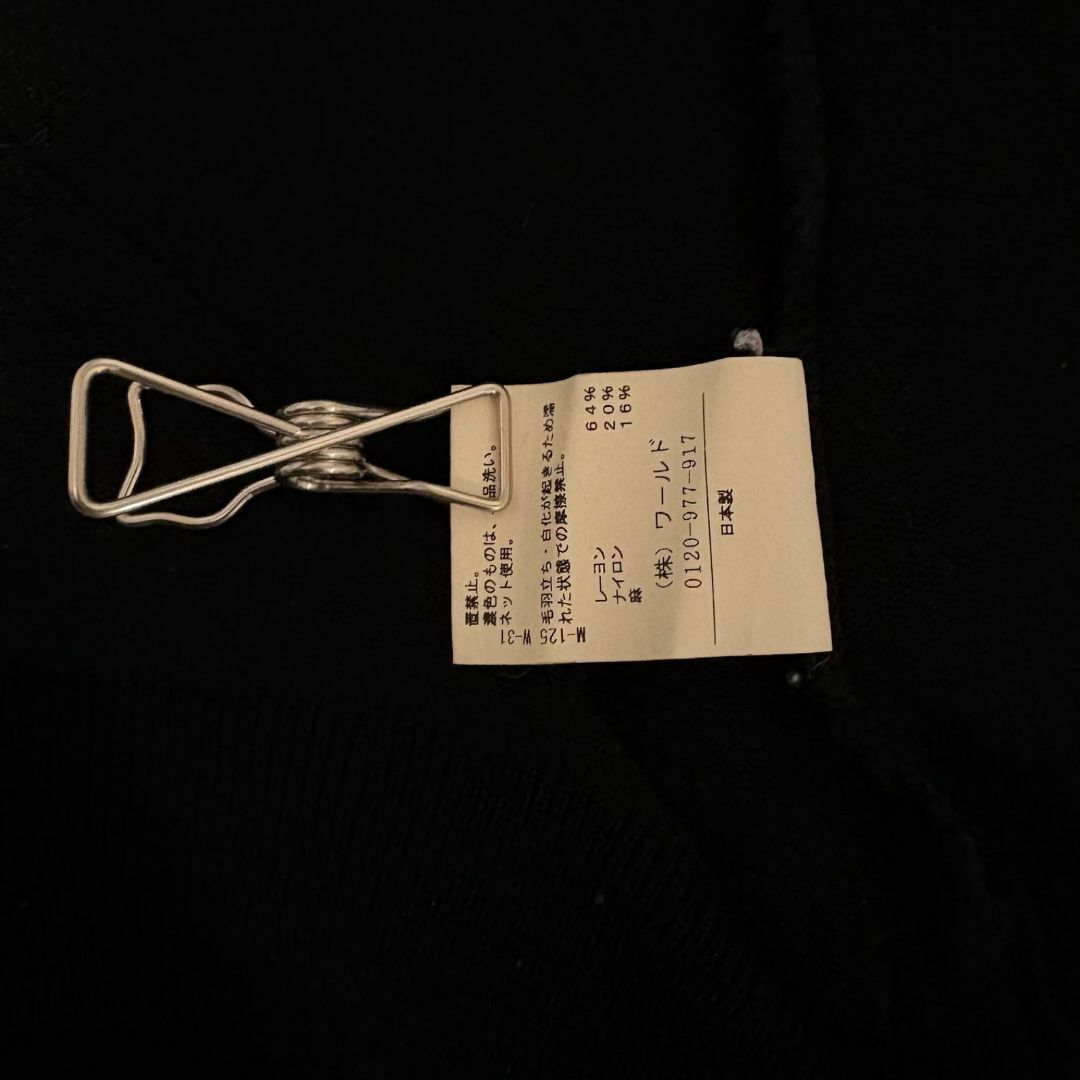 直禁止。
濃色のものは、 品洗い。
ネット使用。
W-31
毛羽立ち・白化が起きるため濡
れた状態での摩擦禁止。
M-125
レーヨン 64%
ナイロン 20%
麻 16%
（株）ワールド
0120-977-917
日本製